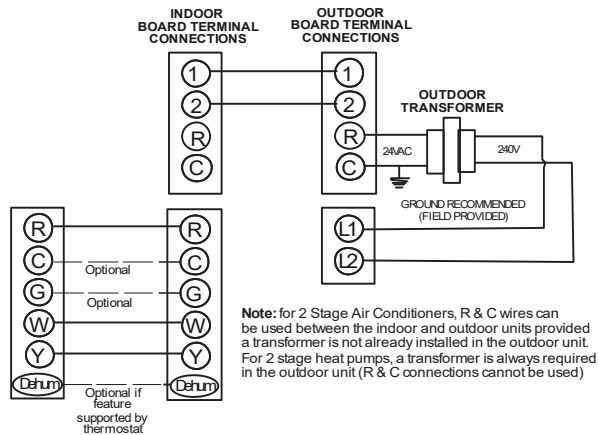 INDOOR
BOARD TERMINAL
CONNECTIONS
OUTDOOR
BOARD TERMINAL
CONNECTIONS
1
2
R
C
1
2
R
C
OUTDOOR
TRANSFORMER
24VAC
240V
GROUND RECOMMENDED
(FIELD PROVIDED)
L1
L2
R
C
G
W
Y
Dehum
Optional
Optional
Optional if
feature
supported by
thermostat
R
C
G
W
Y
Dehum
Note: for 2 Stage Air Conditioners, R & C wires can
be used between the indoor and outdoor units provided
a transformer is not already installed in the outdoor unit.
For 2 stage heat pumps, a transformer is always required
in the outdoor unit (R & C connections cannot be used)